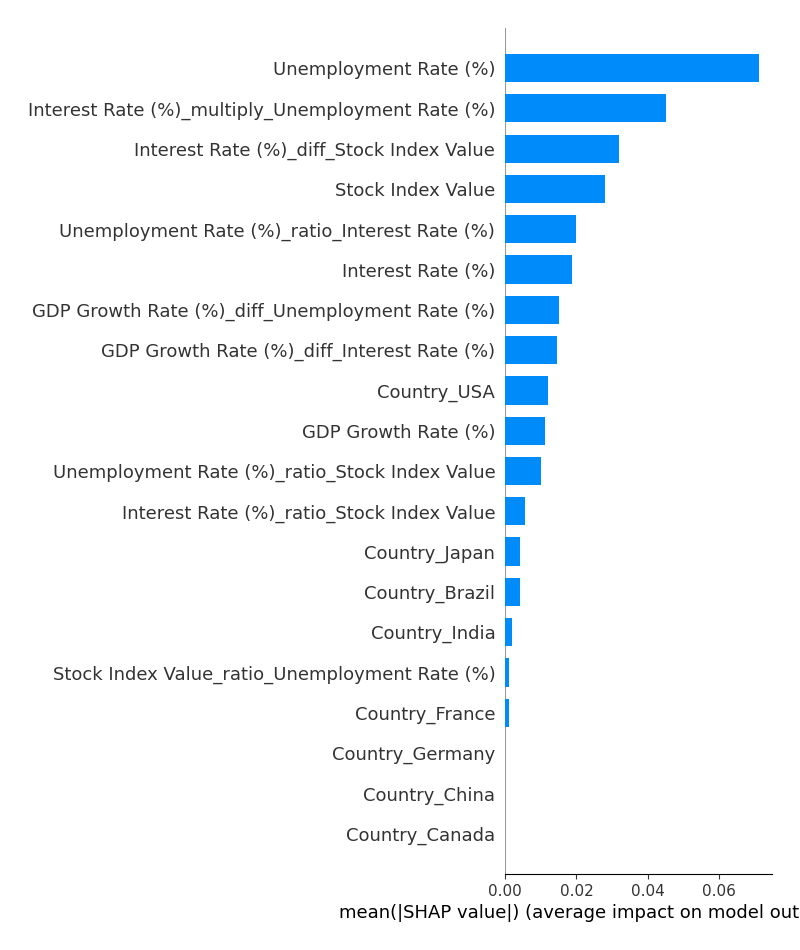 Unemployment Rate (%)
Interest Rate (%)_multiply_Unemployment Rate (%)
Interest Rate (%)_diff_Stock Index Value
Stock Index Value
Unemployment Rate (%)_ratio_Interest Rate (%)
Interest Rate (%)
GDP Growth Rate (%)_diff_Unemployment Rate (%)
GDP Growth Rate (%)_diff_Interest Rate (%)
Country_USA
GDP Growth Rate (%)
Unemployment Rate (%)_ratio_Stock Index Value
Interest Rate (%)_ratio_Stock Index Value
Country_Japan
Country_Brazil
Country_India
Stock Index Value_ratio_Unemployment Rate (%)
Country_France
Country_Germany
Country_China
Country_Canada
0.00 0.02 0.04 0.06
mean(|SHAP value|) (average impact on model out